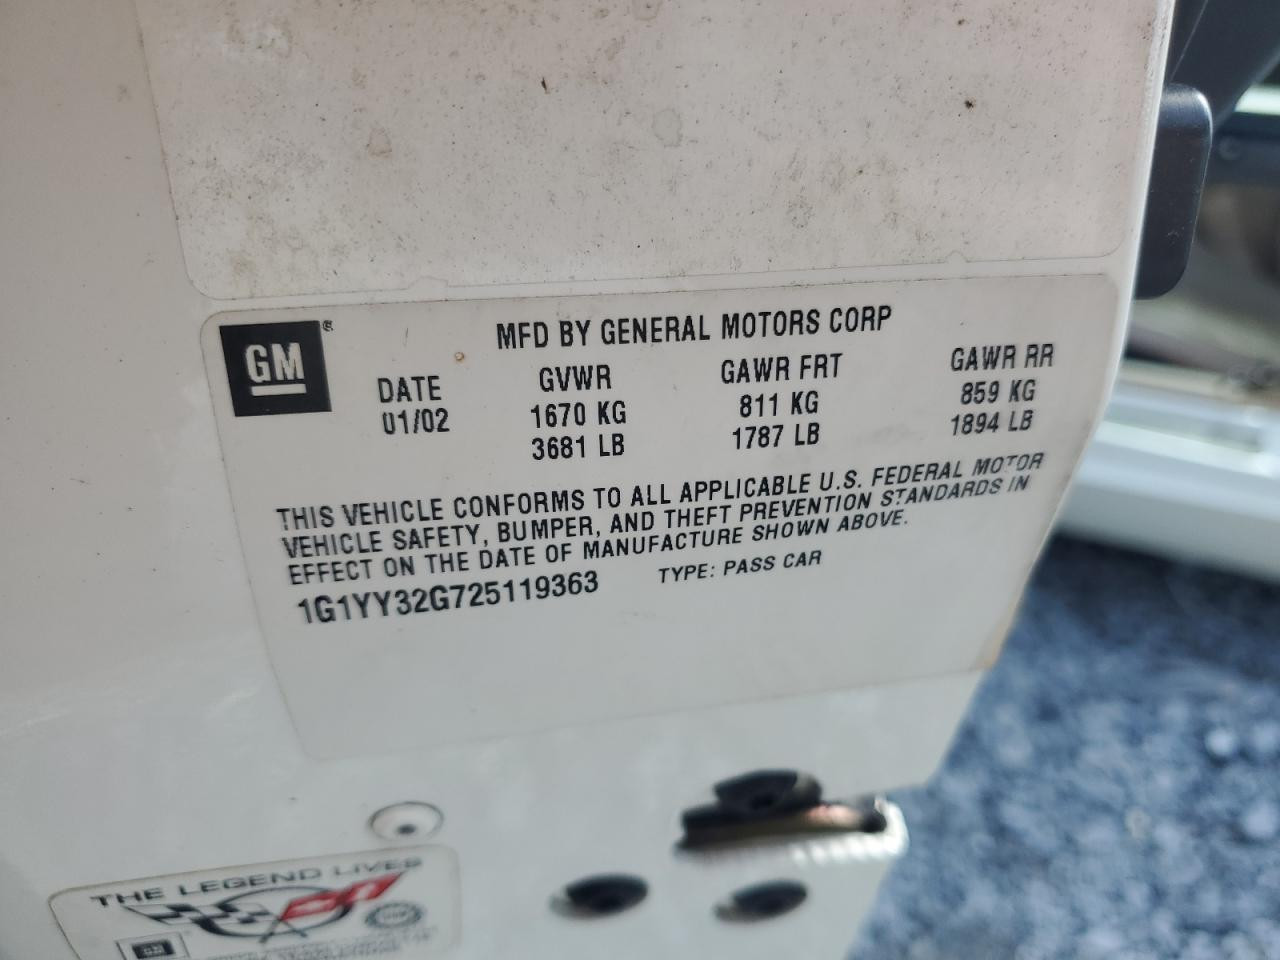 GM
®
MFD BY GENERAL MOTORS CORP
DATE GVWR GAWR FRT GAWR RR
01/02 1670 KG 811 KG 859 KG
3681 LB 1787 LB 1894 LB
THIS VEHICLE CONFORMS TO ALL APPLICABLE U.S. FEDERAL MOTOR
VEHICLE SAFETY, BUMPER, AND THEFT PREVENTION STANDARDS IN
EFFECT ON THE DATE OF MANUFACTURE SHOWN ABOVE.
1G1YY32G725119363 TYPE: PASS CAR
THE LEGEND LIVES
GM